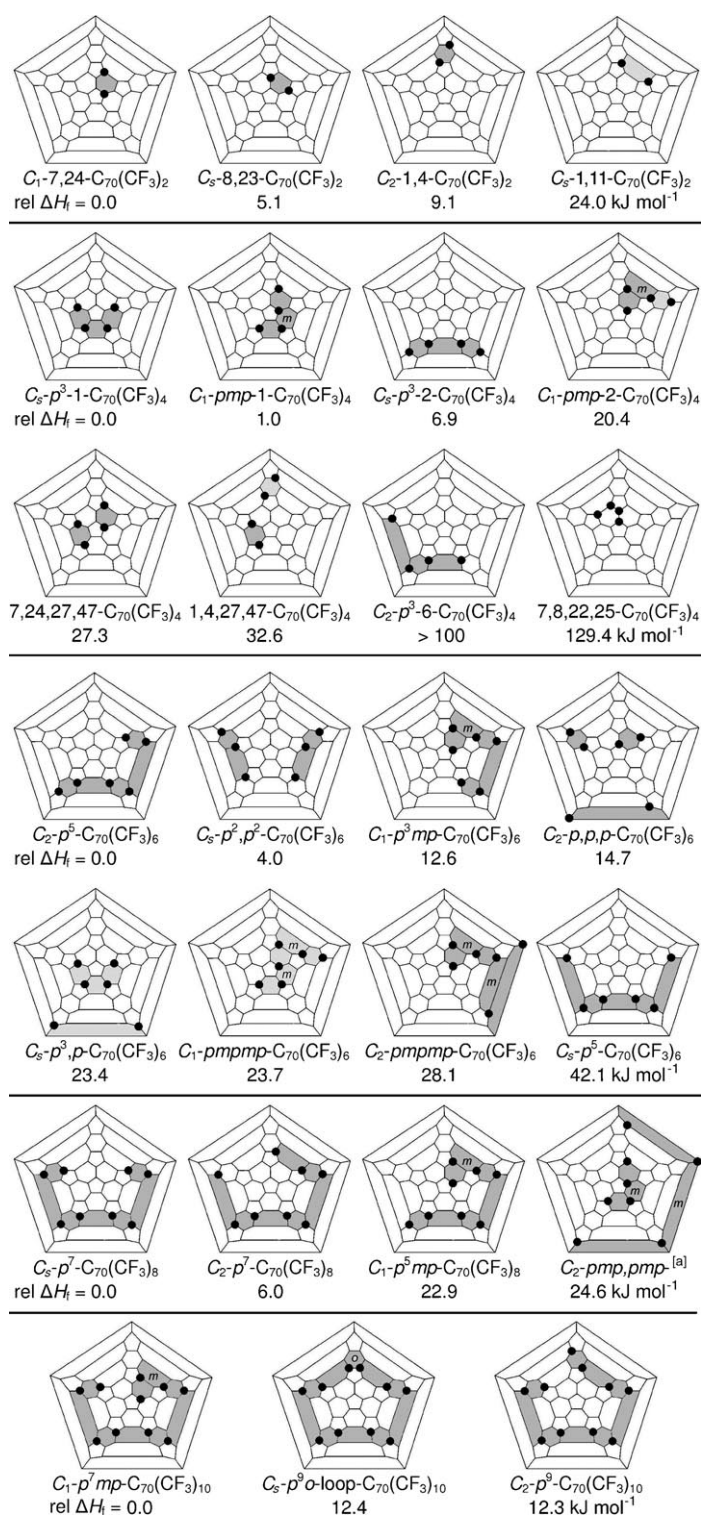 C₁-7,24-C₇₀(CF₃)₂ Cₛ-8,23-C₇₀(CF₃)₂ C₂-1,4-C₇₀(CF₃)₂ Cₛ-1,11-C₇₀(CF₃)₂
rel ΔH_f = 0.0 5.1 9.1 24.0 kJ mol⁻¹
m m
Cₛ-p³-1-C₇₀(CF₃)₄ C₁-pmp-1-C₇₀(CF₃)₄ Cₛ-p³-2-C₇₀(CF₃)₄ C₁-pmp-2-C₇₀(CF₃)₄
rel ΔH_f = 0.0 1.0 6.9 20.4
7,24,27,47-C₇₀(CF₃)₄ 1,4,27,47-C₇₀(CF₃)₄ C₂-p³-6-C₇₀(CF₃)₄ 7,8,22,25-C₇₀(CF₃)₄
27.3 32.6 > 100 129.4 kJ mol⁻¹
m
C₂-p⁵-C₇₀(CF₃)₆ Cₛ-p²,p²-C₇₀(CF₃)₆ C₁-p³mp-C₇₀(CF₃)₆ C₂-p,p,p-C₇₀(CF₃)₆
rel ΔH_f = 0.0 4.0 12.6 14.7
m m
m m
Cₛ-p³,p-C₇₀(CF₃)₆ C₁-pmpmp-C₇₀(CF₃)₆ C₂-pmpmp-C₇₀(CF₃)₆ Cₛ-p⁵-C₇₀(CF₃)₆
23.4 23.7 28.1 42.1 kJ mol⁻¹
m m m
Cₛ-p⁷-C₇₀(CF₃)₈ C₂-p⁷-C₇₀(CF₃)₈ C₁-p⁵mp-C₇₀(CF₃)₈ C₂-pmp,pmp-[a]
rel ΔH_f = 0.0 6.0 22.9 24.6 kJ mol⁻¹
m o
C₁-p⁷mp-C₇₀(CF₃)₁₀ Cₛ-p⁹o-loop-C₇₀(CF₃)₁₀ C₂-p⁹-C₇₀(CF₃)₁₀
rel ΔH_f = 0.0 12.4 12.3 kJ mol⁻¹